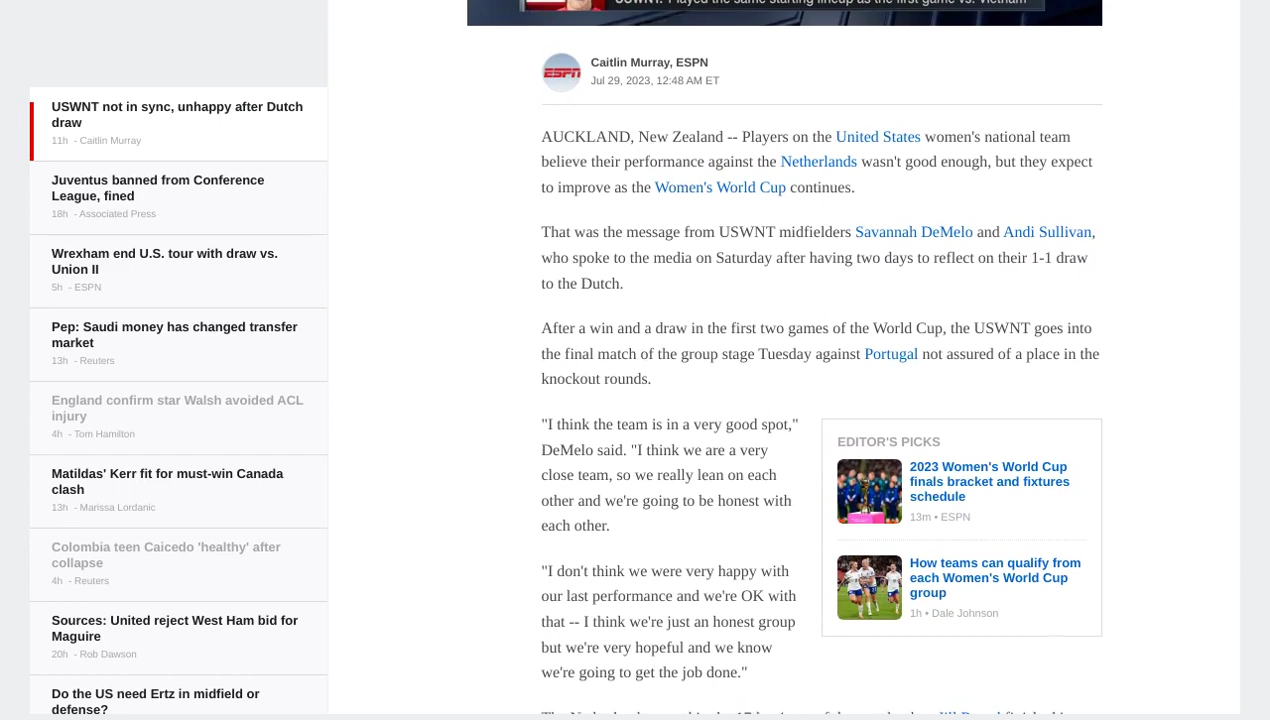 USWNT: Played the same starting lineup as the first game vs. Vietnam
ESPN
Caitlin Murray, ESPN
Jul 29, 2023, 12:48 AM ET
USWNT not in sync, unhappy after Dutch
draw
11h - Caitlin Murray
Juventus banned from Conference
League, fined
18h - Associated Press
Wrexham end U.S. tour with draw vs.
Union II
5h - ESPN
Pep: Saudi money has changed transfer
market
13h - Reuters
England confirm star Walsh avoided ACL
injury
4h - Tom Hamilton
Matildas' Kerr fit for must-win Canada
clash
13h - Marissa Lordanic
Colombia teen Caicedo 'healthy' after
collapse
4h - Reuters
Sources: United reject West Ham bid for
Maguire
20h - Rob Dawson
Do the US need Ertz in midfield or
defense?
AUCKLAND, New Zealand -- Players on the United States women's national team
believe their performance against the Netherlands wasn't good enough, but they expect
to improve as the Women's World Cup continues.
That was the message from USWNT midfielders Savannah DeMelo and Andi Sullivan,
who spoke to the media on Saturday after having two days to reflect on their 1-1 draw
to the Dutch.
After a win and a draw in the first two games of the World Cup, the USWNT goes into
the final match of the group stage Tuesday against Portugal not assured of a place in the
knockout rounds.
"I think the team is in a very good spot,"
DeMelo said. "I think we are a very
close team, so we really lean on each
other and we're going to be honest with
each other.
"I don't think we were very happy with
our last performance and we're OK with
that -- I think we're just an honest group
but we're very hopeful and we know
we're going to get the job done."
EDITOR'S PICKS
2023 Women's World Cup
finals bracket and fixtures
schedule
13m • ESPN
How teams can qualify from
each Women's World Cup
group
1h • Dale Johnson